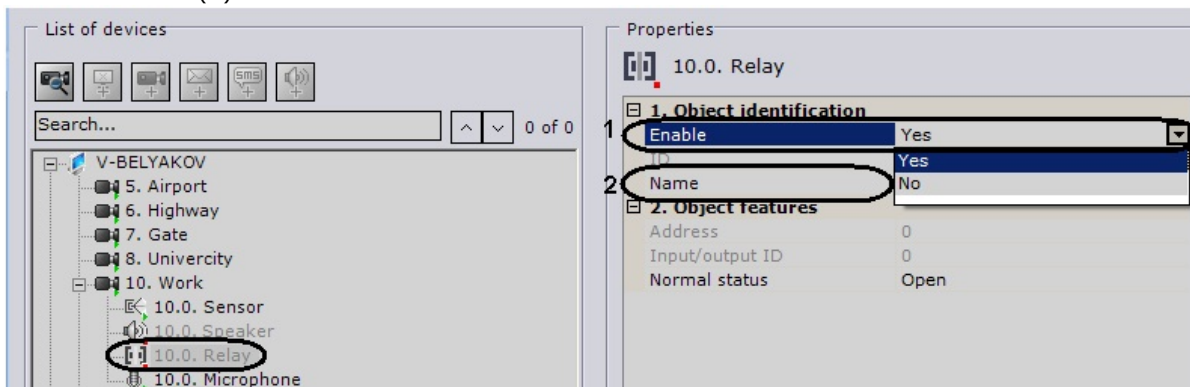 List of devices
sms
Search...
0 of 0
V-BELYAKOV
5. Airport
6. Highway
7. Gate
8. Univercity
10. Work
10.0. Sensor
10.0. Speaker
10.0. Relay
10.0. Microphone
Properties
10.0. Relay
1. Object identification
1 Enable Yes
ID Yes
2 Name No
2. Object features
Address 0
Input/output ID 0
Normal status Open